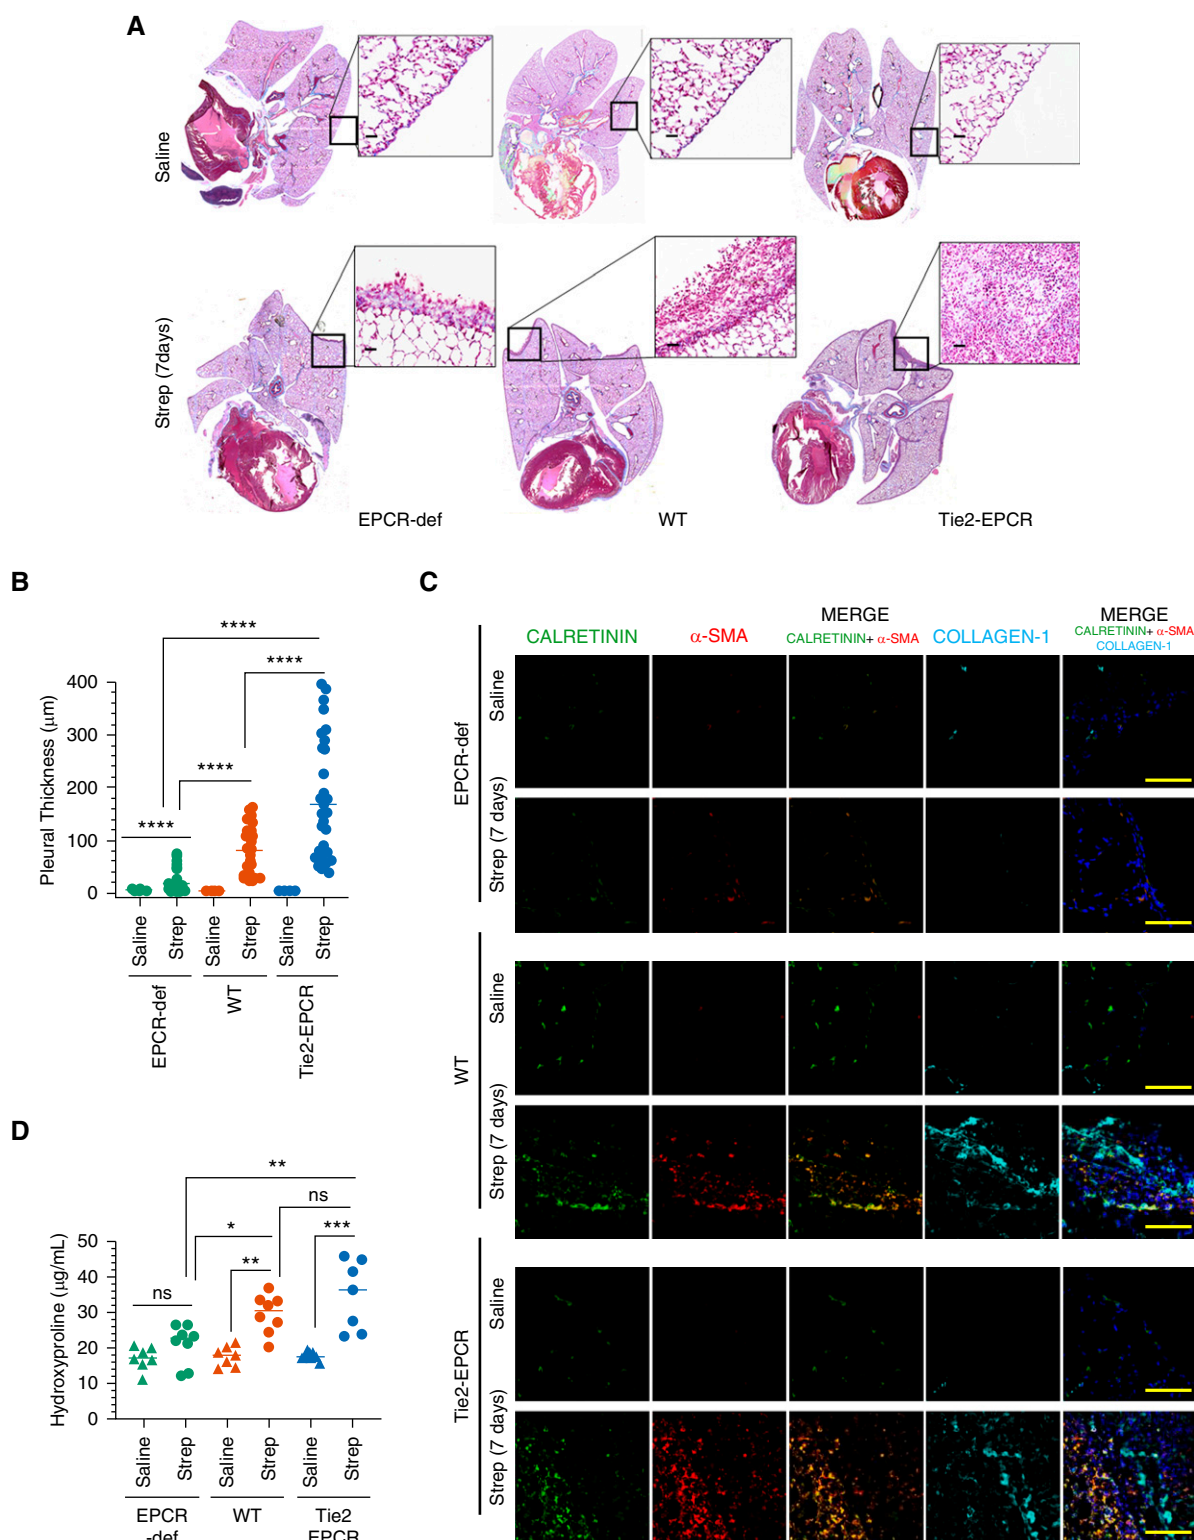 A
Saline
Strep (7days)
EPCR-def
WT
Tie2-EPCR
B
Pleural Thickness (μm)
400
300
200
100
0
****
****
****
****
Saline
Strep
Saline
Strep
Saline
Strep
EPCR-def
WT
Tie2-EPCR
C
CALRETININ
α-SMA
MERGE
CALRETININ+ α-SMA
COLLAGEN-1
MERGE
CALRETININ+ α-SMA
COLLAGEN-1
EPCR-def
Saline
Strep (7 days)
WT
Saline
Strep (7 days)
Tie2-EPCR
Saline
Strep (7 days)
D
Hydroxyproline (μg/mL)
50
40
30
20
10
0
**
ns
*
***
**
ns
Saline
Strep
Saline
Strep
Saline
Strep
EPCR
-def
WT
Tie2
EPCR